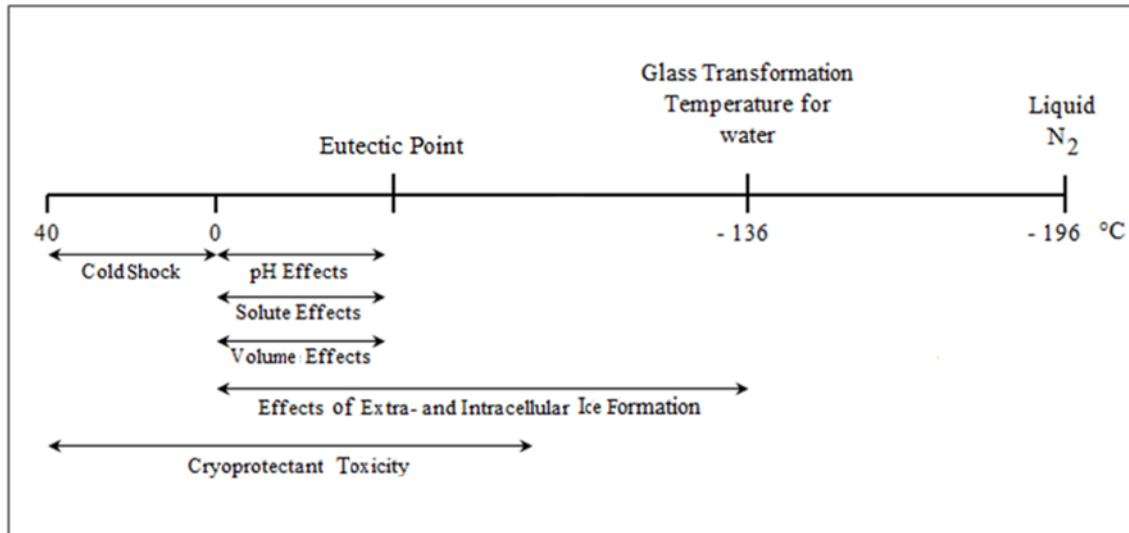 Glass Transformation
Temperature for
water
Liquid
N2
Eutectic Point
40
0
- 136
- 196 °C
Cold Shock
pH Effects
Solute Effects
Volume Effects
Effects of Extra- and Intracellular Ice Formation
Cryoprotectant Toxicity